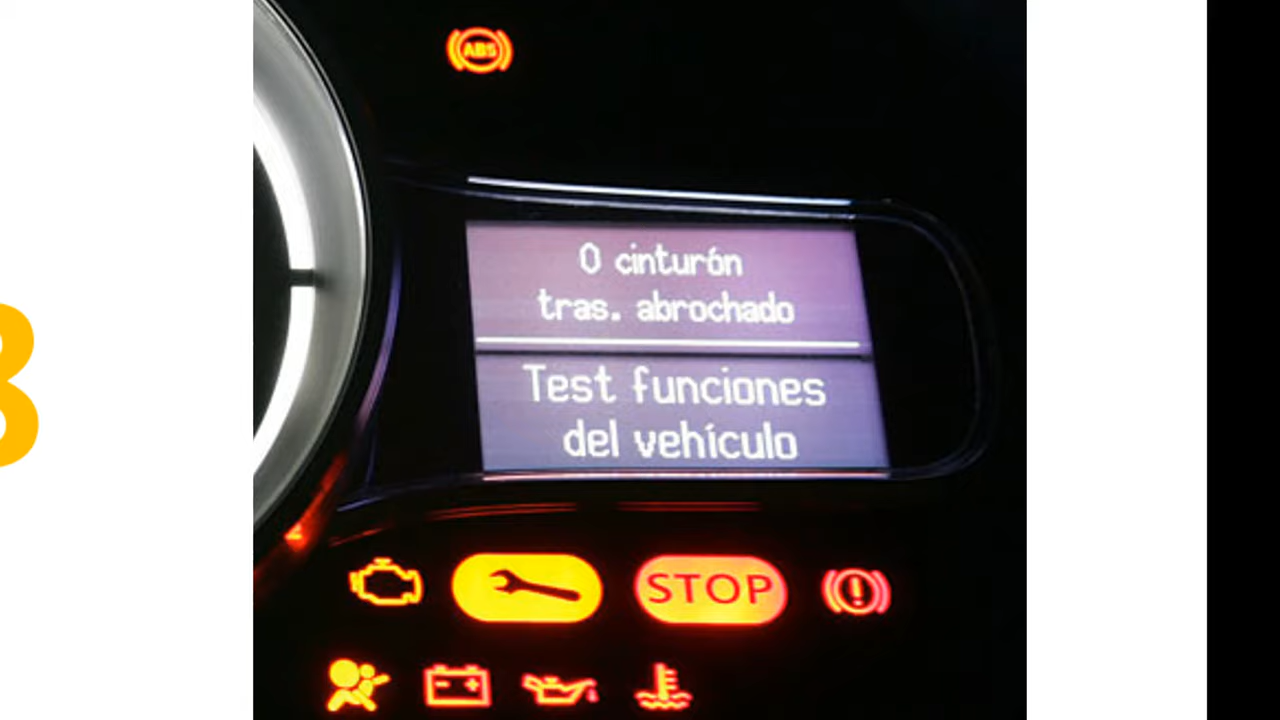 ABS
0 cinturón
tras. abrochado
Test funciones
del vehículo
STOP